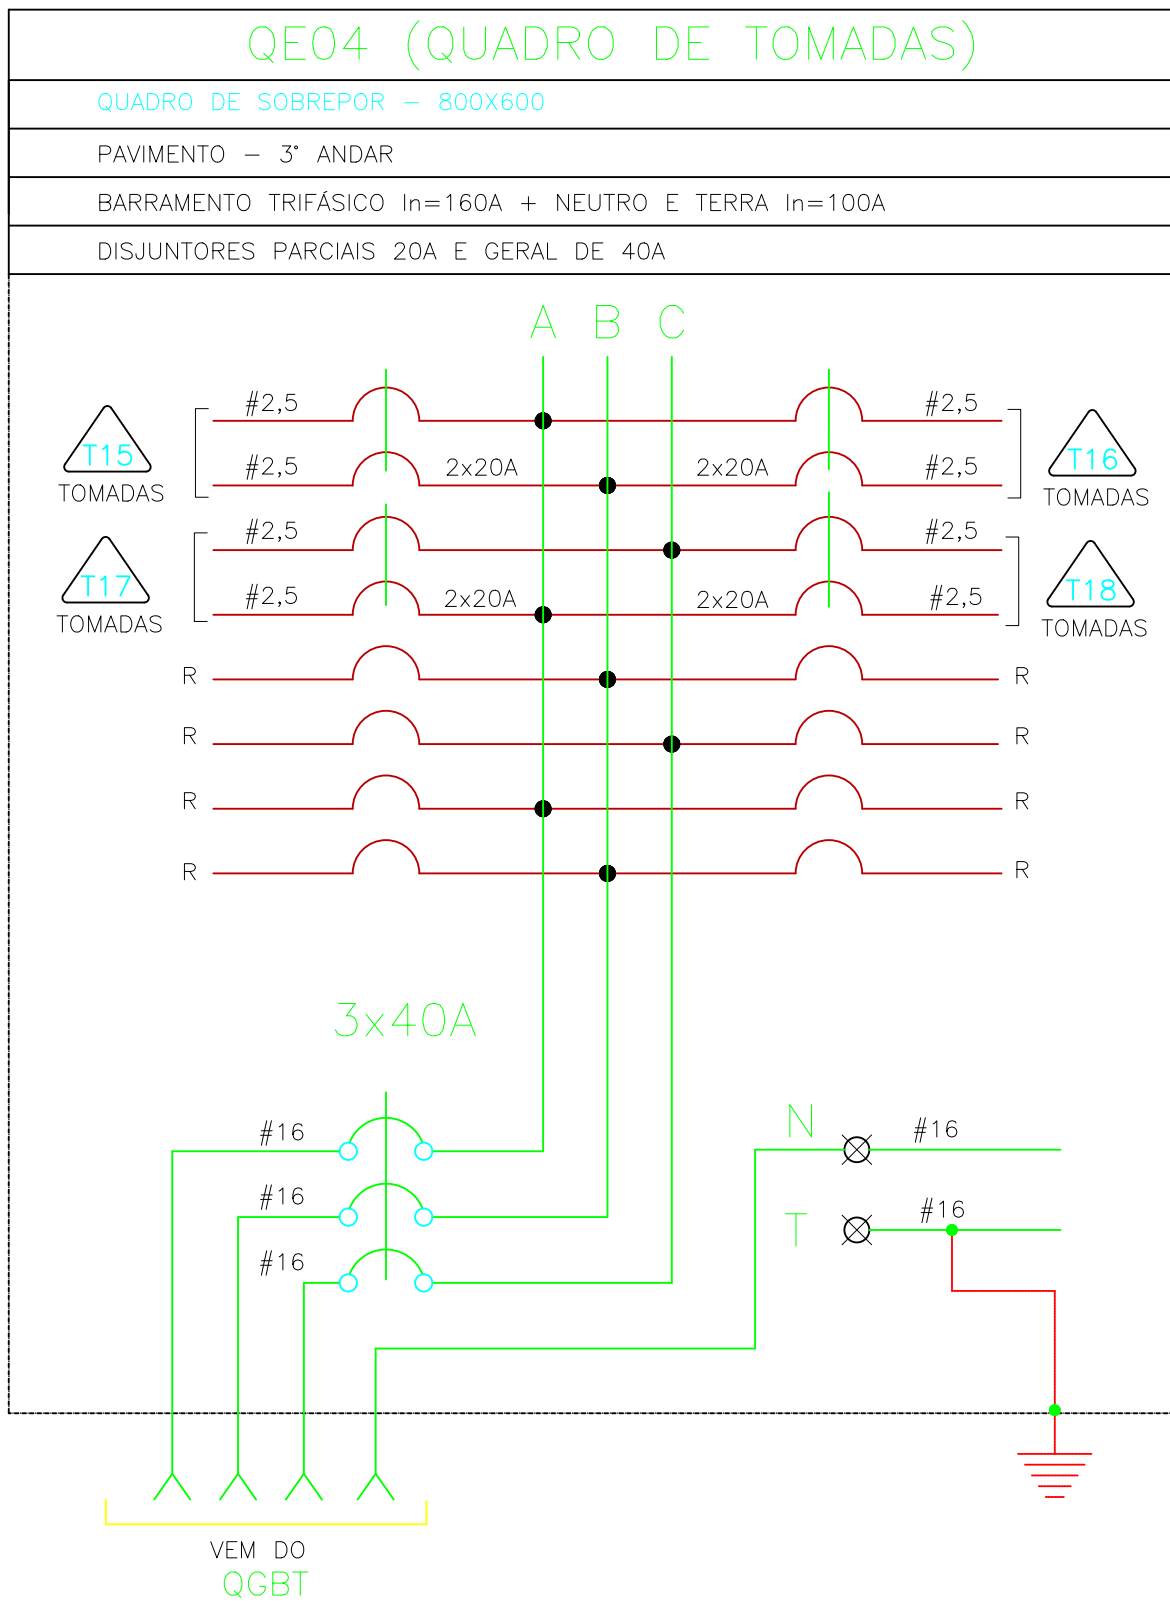 QE04 (QUADRO DE TOMADAS)
QUADRO DE SOBREPOR - 800X600
PAVIMENTO - 3° ANDAR
BARRAMENTO TRIFÁSICO In=160A + NEUTRO E TERRA In=100A
DISJUNTORES PARCIAIS 20A E GERAL DE 40A
A B C
#2,5 #2,5
T15 #2,5 2x20A 2x20A #2,5 T16
TOMADAS TOMADAS
#2,5 #2,5
T17 #2,5 2x20A 2x20A #2,5 T18
TOMADAS TOMADAS
R R
R R
R R
R R
3x40A
#16 N #16
#16 T #16
#16
VEM DO
QGBT